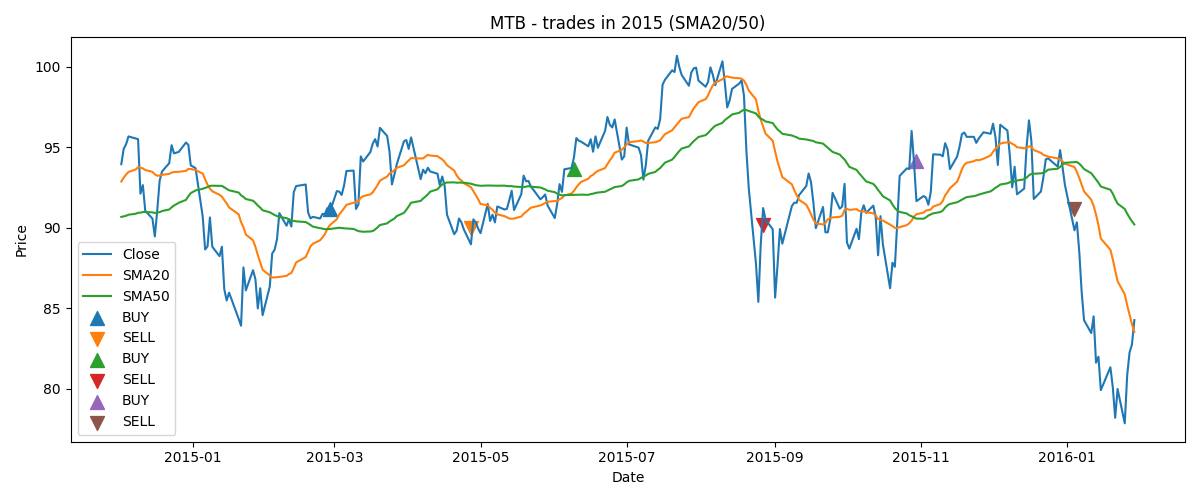 MTB - trades in 2015 (SMA20/50)
Price
100
95
90
85
80
Close
SMA20
SMA50
BUY
SELL
BUY
SELL
BUY
SELL
2015-01
2015-03
2015-05
2015-07
2015-09
2015-11
2016-01
Date